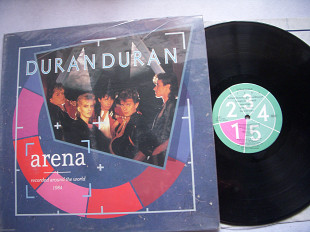 DURAN DURAN
arena
recorded around the world
1984
2 3 4
1 5